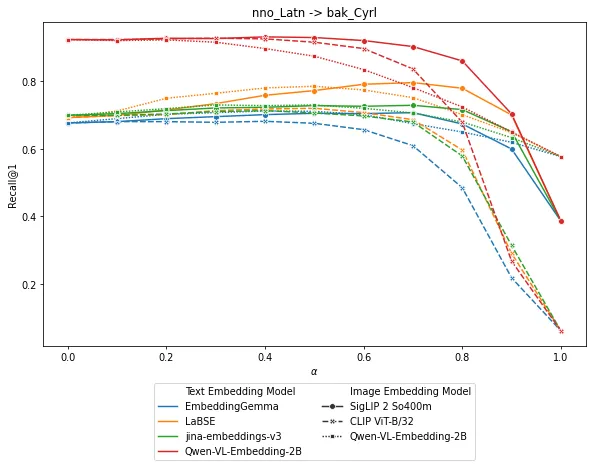 nno_Latn -> bak_Cyrl
Recall@1
0.8
0.6
0.4
0.2
0.0 0.2 0.4 0.6 0.8 1.0
α
Text Embedding Model
EmbeddingGemma
LaBSE
jina-embeddings-v3
Qwen-VL-Embedding-2B
Image Embedding Model
SigLIP 2 So400m
CLIP ViT-B/32
Qwen-VL-Embedding-2B